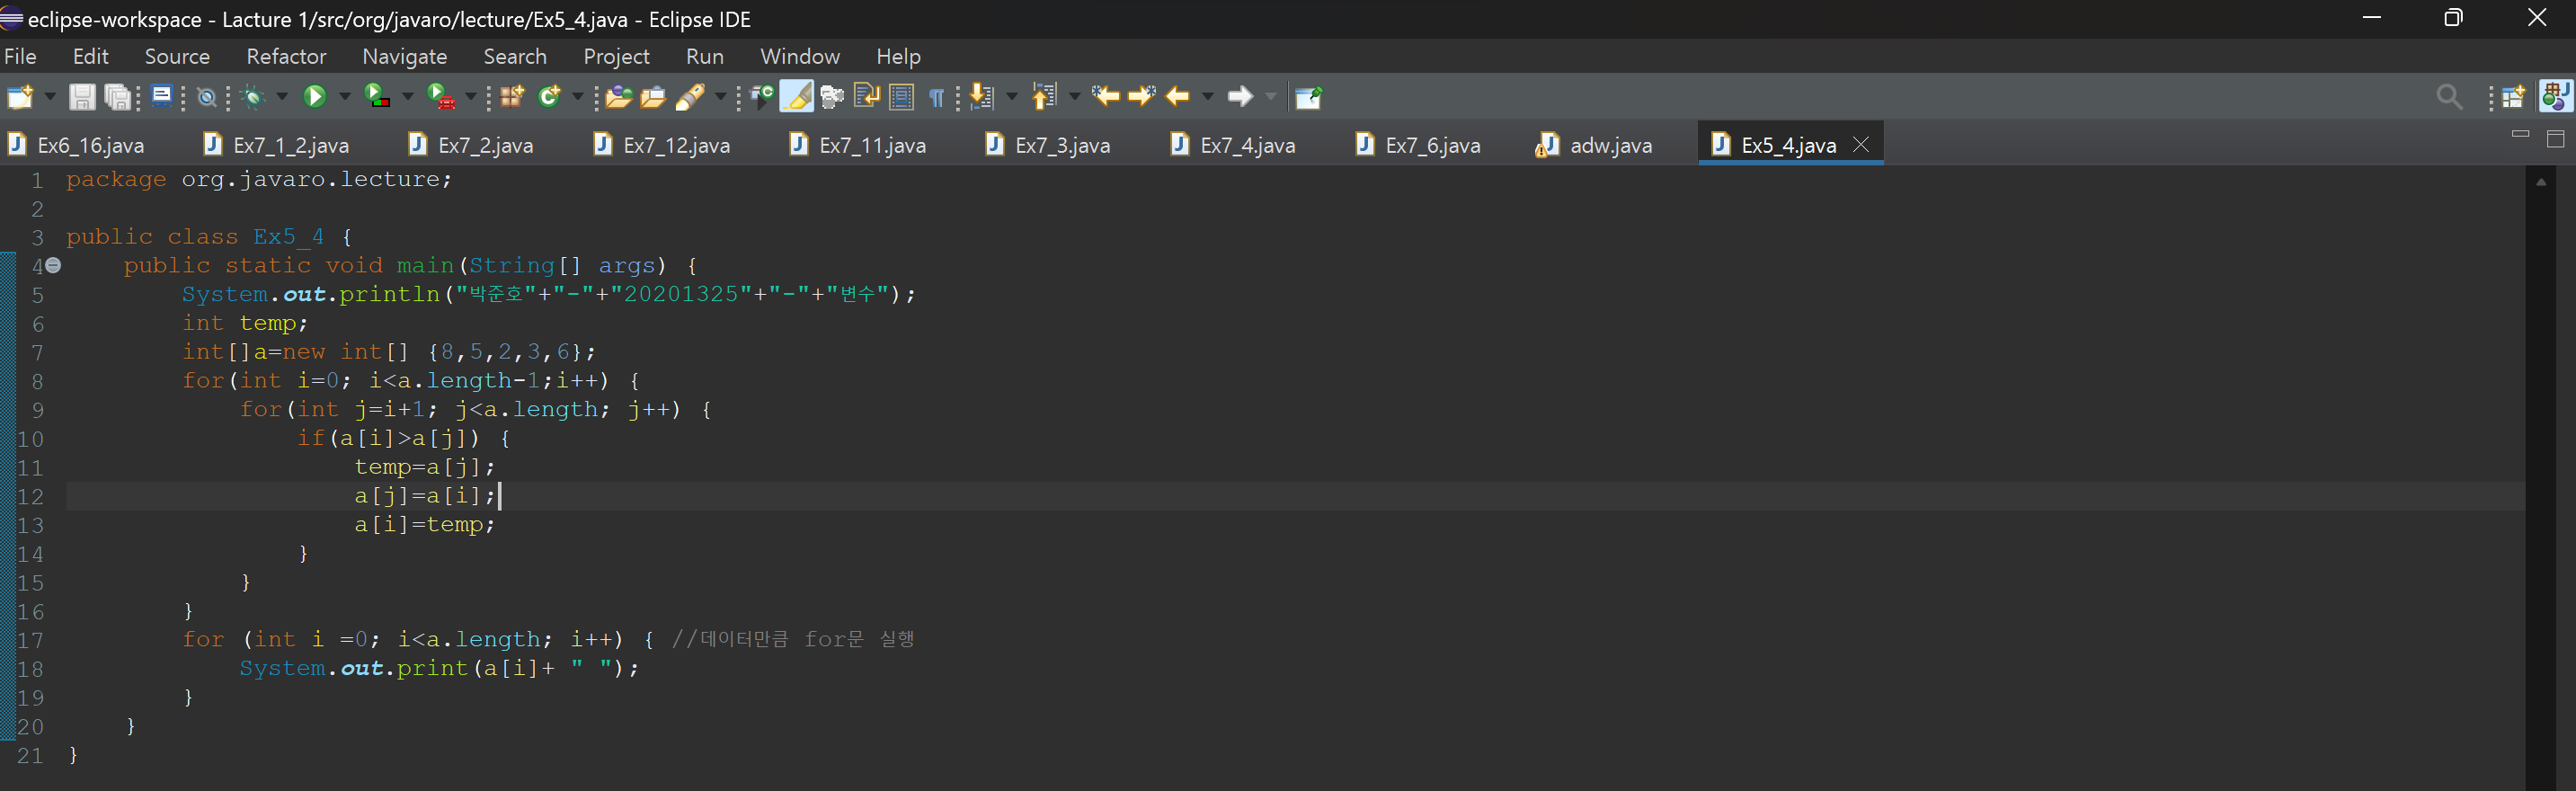 eclipse-workspace - Lacture 1/src/org/javaro/lecture/Ex5_4.java - Eclipse IDE
File Edit Source Refactor Navigate Search Project Run Window Help
Ex6_16.java Ex7_1_2.java Ex7_2.java Ex7_12.java Ex7_11.java Ex7_3.java Ex7_4.java Ex7_6.java adw.java Ex5_4.java
1 package org.javaro.lecture;
2
3 public class Ex5_4 {
4 public static void main(String[] args) {
5 System.out.println("박준호"+"-"+"20201325"+"-"+"변수");
6 int temp;
7 int[]a=new int[] {8,5,2,3,6};
8 for(int i=0; i<a.length-1;i++) {
9 for(int j=i+1; j<a.length; j++) {
10 if(a[i]>a[j]) {
11 temp=a[j];
12 a[j]=a[i];
13 a[i]=temp;
14 }
15 }
16 }
17 for (int i =0; i<a.length; i++) { //데이터만큼 for문 실행
18 System.out.print(a[i]+ " ");
19 }
20 }
21 }